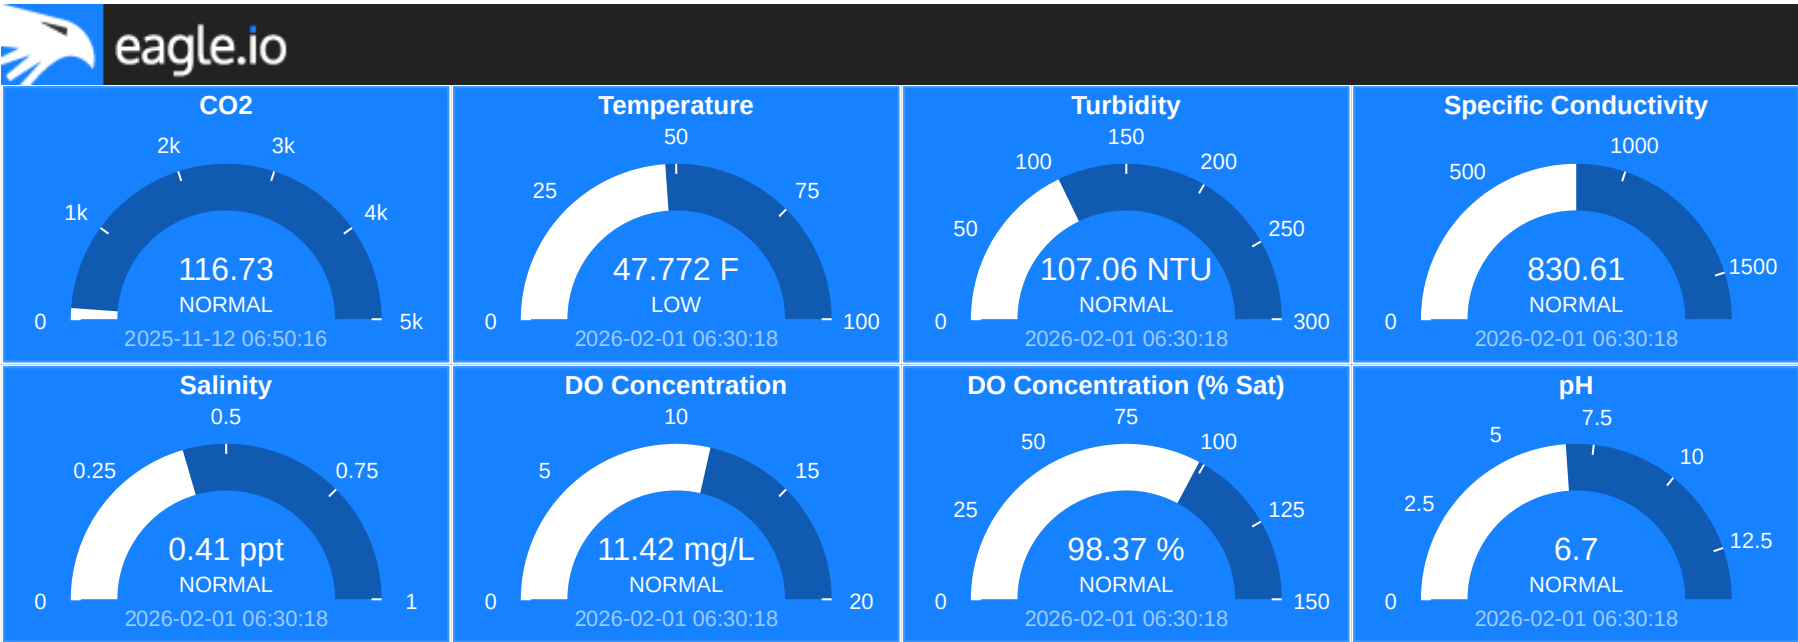 eagle.io
CO2
0
1k
2k
3k
4k
5k
116.73
NORMAL
2025-11-12 06:50:16
Temperature
0
25
50
75
100
47.772 F
LOW
2026-02-01 06:30:18
Turbidity
0
50
100
150
200
250
300
107.06 NTU
NORMAL
2026-02-01 06:30:18
Specific Conductivity
0
500
1000
1500
830.61
NORMAL
2026-02-01 06:30:18
Salinity
0
0.25
0.5
0.75
1
0.41 ppt
NORMAL
2026-02-01 06:30:18
DO Concentration
0
5
10
15
20
11.42 mg/L
NORMAL
2026-02-01 06:30:18
DO Concentration (% Sat)
0
25
50
75
100
125
150
98.37 %
NORMAL
2026-02-01 06:30:18
pH
0
2.5
5
7.5
10
12.5
6.7
NORMAL
2026-02-01 06:30:18